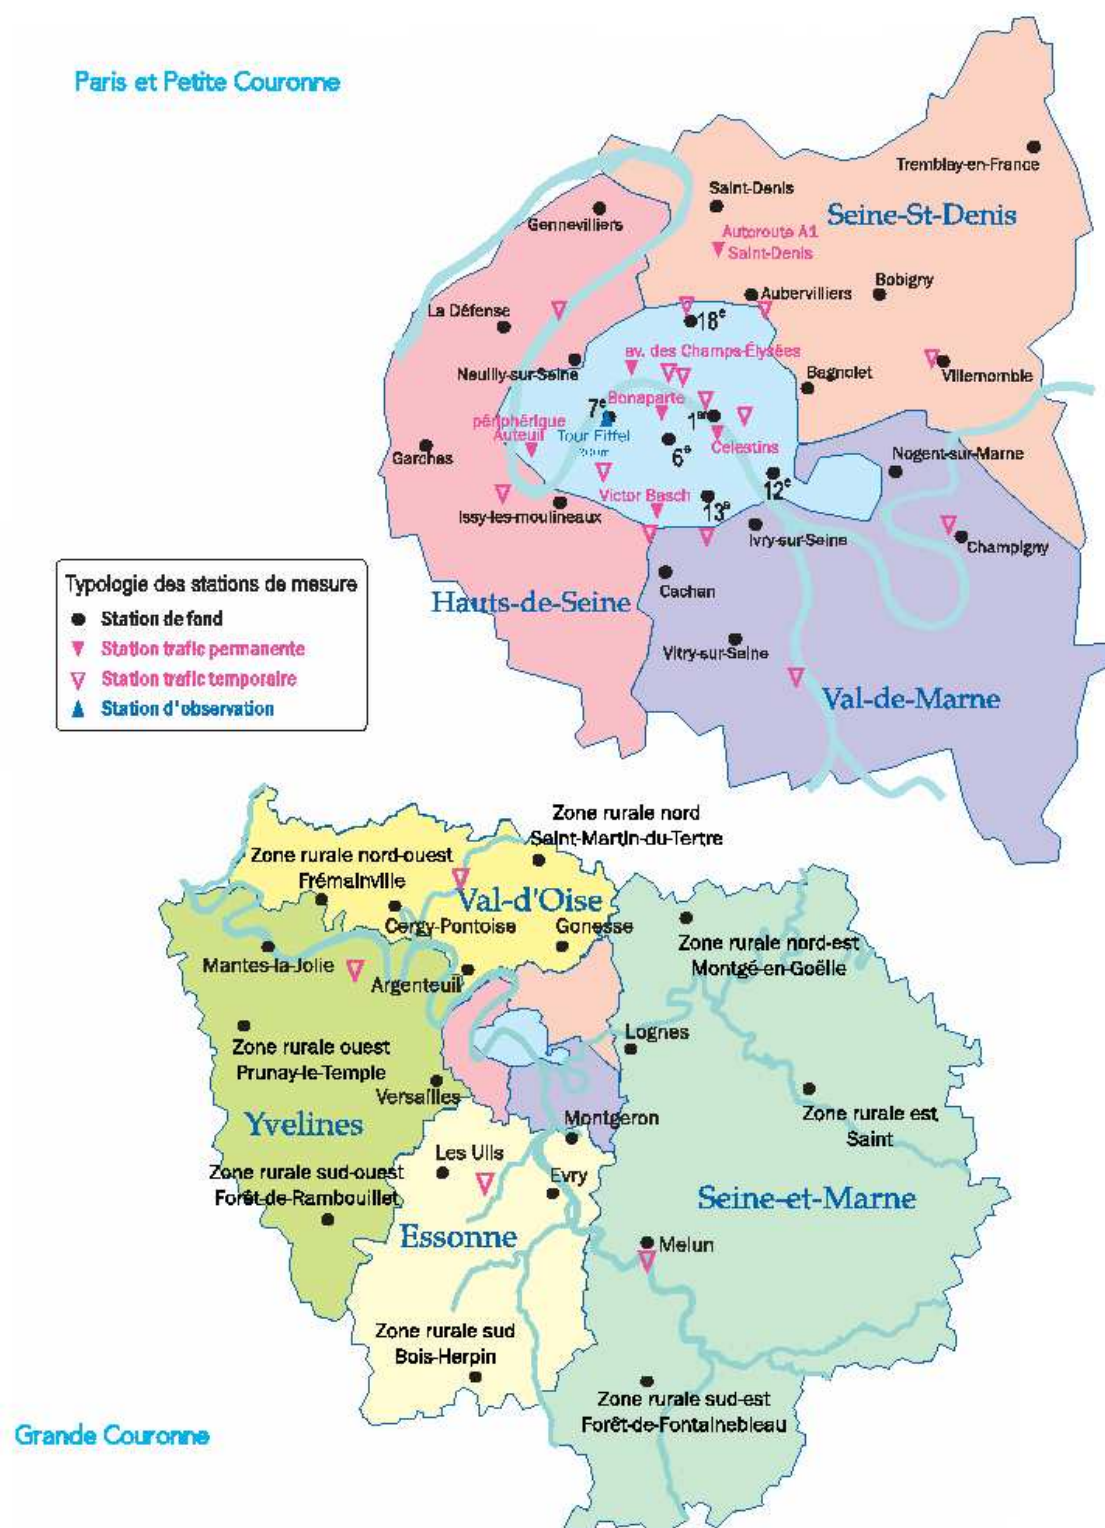 Paris et Petite Couronne
Tremblay-en-France
Saint-Denis
Seine-St-Denis
Gennevilliers
Autoroute A1
Saint-Denis
Bobigny
Aubervilliers
La Défense
18e
av. des Champs-Élysées
Neuilly-sur-Seine
Bagnolet
Villemomble
Bonaparte
7e
1er
périphérique
Auteuil
Tour Eiffel
Celestins
6e
Garches
Nogent-sur-Marne
12e
Victor Basch
13e
Issy-les-moulineaux
Ivry-sur-Seine
Champigny
Typologie des stations de mesure
Station de fond
Station trafic permanente
Station trafic temporaire
Station d'observation
Cachan
Hauts-de-Seine
Vitry-sur-Seine
Val-de-Marne
Zone rurale nord
Saint-Martin-du-Tertre
Zone rurale nord-ouest
Frémainville
Val-d'Oise
Cergy-Pontoise
Gonesse
Zone rurale nord-est
Montgé-en-Goëlle
Mantes-la-Jolie
Argenteuil
Lognes
Zone rurale ouest
Prunay-le-Temple
Versailles
Zone rurale est
Saint
Yvelines
Montgeron
Les Ulis
Zone rurale sud-ouest
Forêt-de-Rambouillet
Evry
Seine-et-Marne
Essonne
Melun
Zone rurale sud
Bois-Herpin
Zone rurale sud-est
Forêt-de-Fontainebleau
Grande Couronne